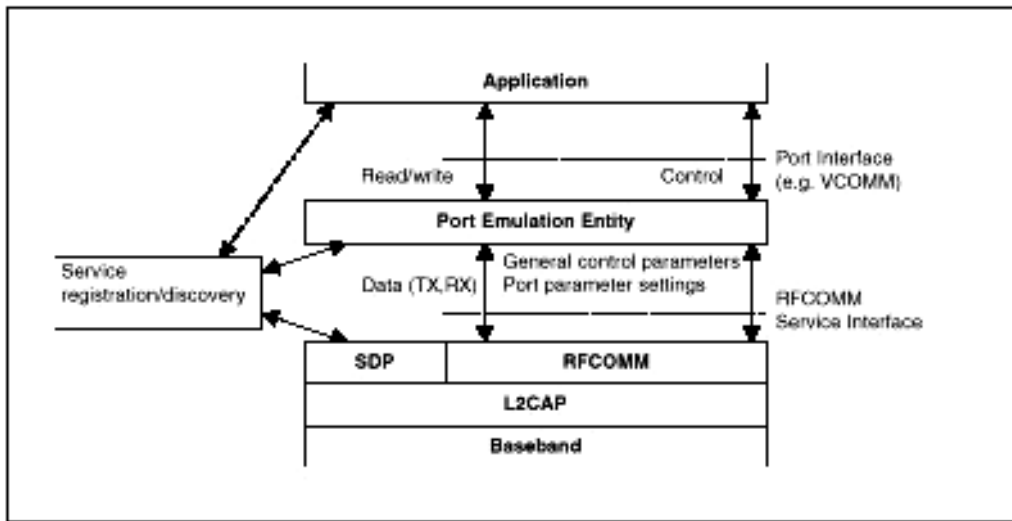 Application
Read/write
Control
Port Interface
(e.g. VCOMM)
Port Emulation Entity
Service
registration/discovery
Data (TX,RX)
General control parameters
Port parameter settings
RFCOMM
Service Interface
SDP
RFCOMM
L2CAP
Baseband